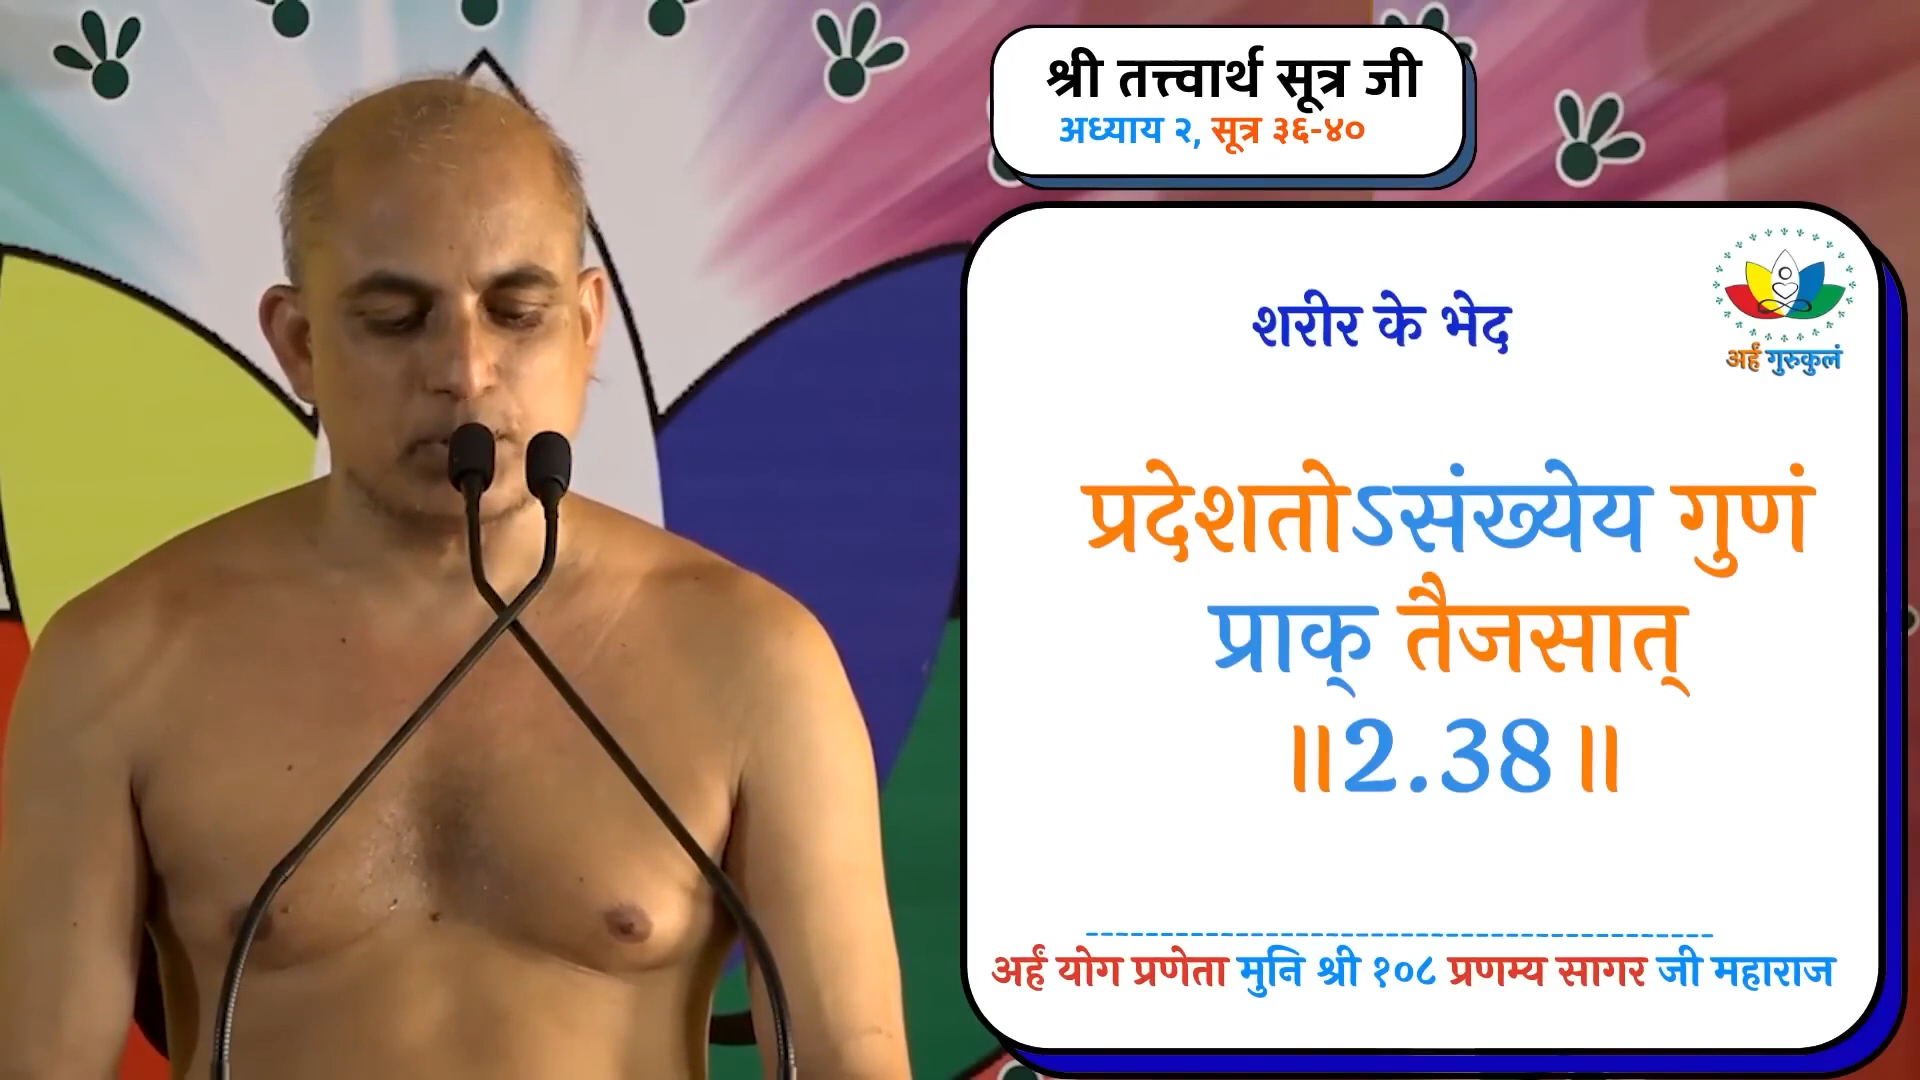 श्री तत्त्वार्थ सूत्र जी
अध्याय २, सूत्र ३६-४०
शरीर के भेद
अर्हं गुरुकुलं
प्रदेशतोऽसंख्येय गुणं
प्राक् तैजसात्
॥2.38॥
अर्हं योग प्रणेता मुनि श्री १०८ प्रणम्य सागर जी महाराज